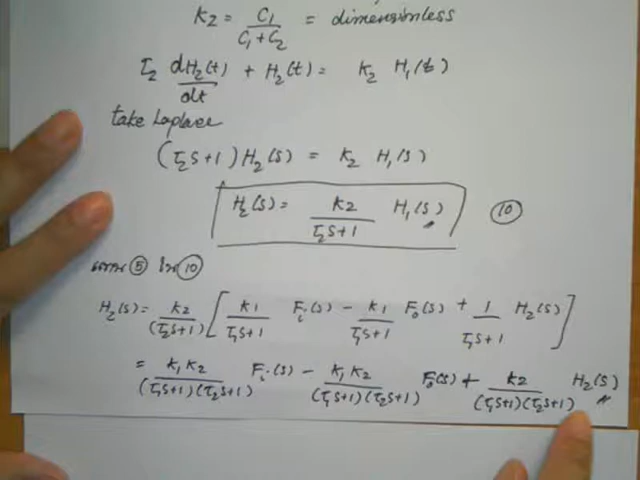 K2 = C1 / (C1 + C2) = dimensionless
τ2 dH2(t)/dt + H2(t) = K2 H1(t)
take Laplace
(τ2s+1) H2(s) = K2 H1(s)
H2(s) = K2 / (τ2s+1) H1(s) (10)
(5) in (10)
H2(s) = K2/(τ2s+1) [ K1/(τ1s+1) Fi(s) − K1/(τ1s+1) F0(s) + 1/(τ1s+1) H2(s) ]
= K1K2/((τ1s+1)(τ2s+1)) Fi(s) − K1K2/((τ1s+1)(τ2s+1)) F0(s) + K2/((τ1s+1)(τ2s+1)) H2(s)